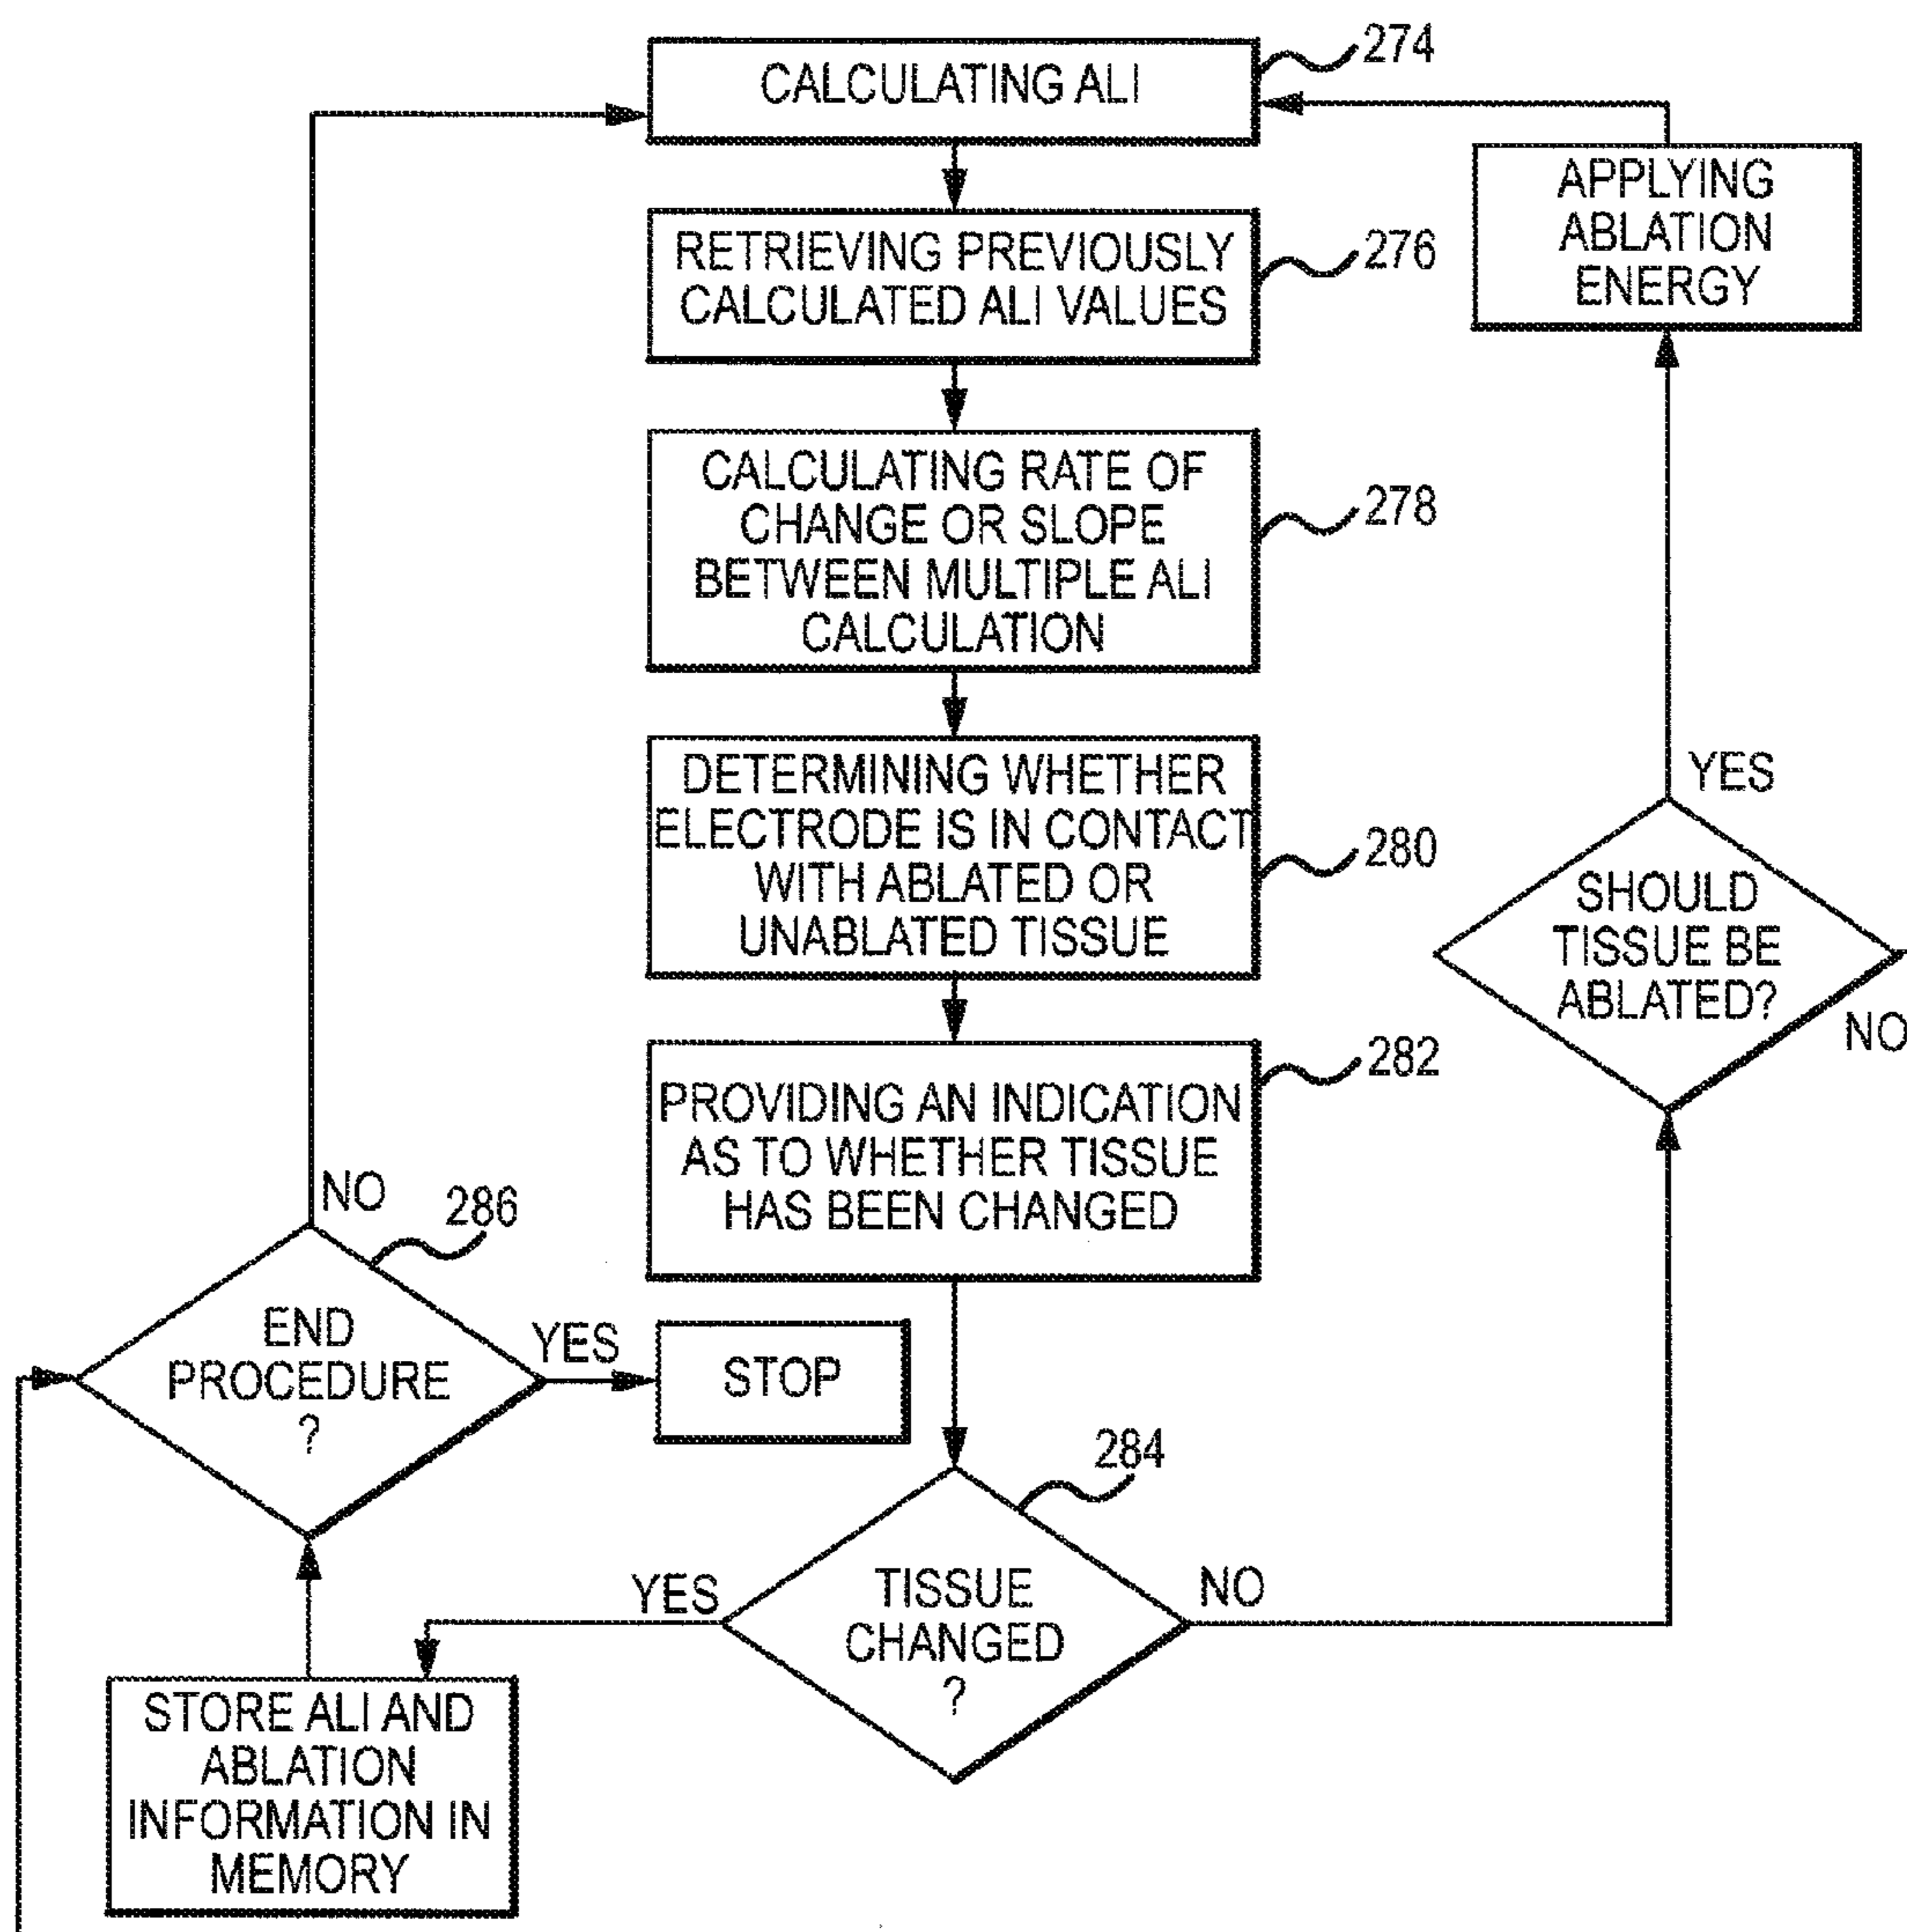 CALCULATING ALI
274
RETRIEVING PREVIOUSLY
CALCULATED ALI VALUES
276
APPLYING
ABLATION
ENERGY
CALCULATING RATE OF
CHANGE OR SLOPE
BETWEEN MULTIPLE ALI
CALCULATION
278
DETERMINING WHETHER
ELECTRODE IS IN CONTACT
WITH ABLATED OR
UNABLATED TISSUE
280
YES
SHOULD
TISSUE BE
ABLATED?
NO
PROVIDING AN INDICATION
AS TO WHETHER TISSUE
HAS BEEN CHANGED
282
NO
286
END
PROCEDURE
?
YES
STOP
284
TISSUE
CHANGED
?
YES
NO
STORE ALI AND
ABLATION
INFORMATION IN
MEMORY